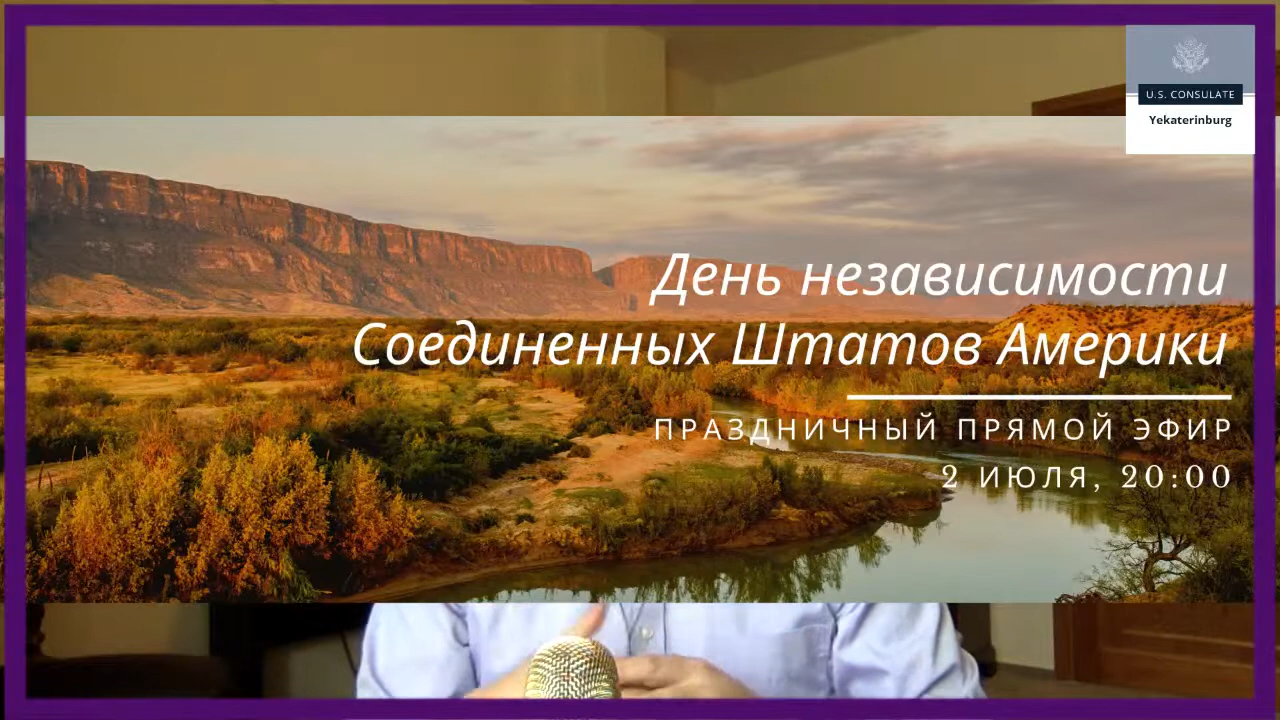 U.S. CONSULATE
Yekaterinburg
День независимости
Соединенных Штатов Америки
ПРАЗДНИЧНЫЙ ПРЯМОЙ ЭФИР
2 ИЮЛЯ, 20:00